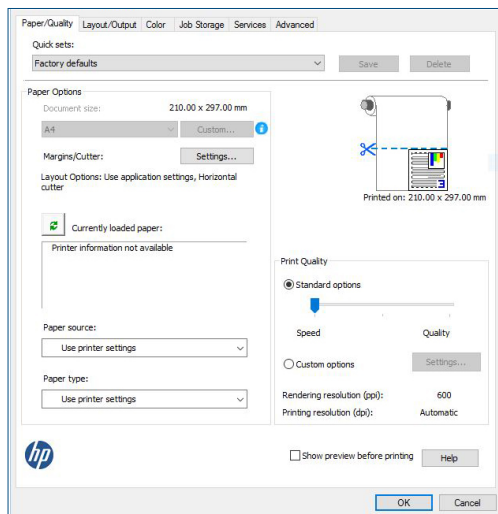 Paper/Quality Layout/Output Color Job Storage Services Advanced
Quick sets:
Factory defaults
Save Delete
Paper Options
Document size: 210.00 x 297.00 mm
A4 Custom... i
Margins/Cutter: Settings...
Layout Options: Use application settings, Horizontal
cutter
3
Printed on: 210.00 x 297.00 mm
Currently loaded paper:
Printer information not available
Paper source:
Use printer settings
Paper type:
Use printer settings
Print Quality
Standard options
Speed Quality
Custom options Settings...
Rendering resolution (ppi): 600
Printing resolution (dpi): Automatic
hp
Show preview before printing Help
OK Cancel